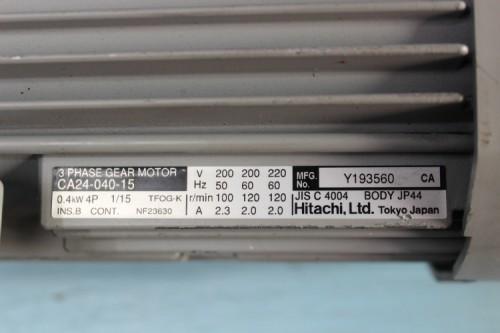 3 PHASE GEAR MOTOR V 200 200 220 MFG. No. Y193560 CA
CA24-040-15 Hz 50 60 60
0.4kW 4P 1/15 TFOG-K r/min 100 120 120 JIS C 4004 BODY JP44
INS.B CONT. NF23630 A 2.3 2.0 2.0 Hitachi, Ltd. Tokyo Japan